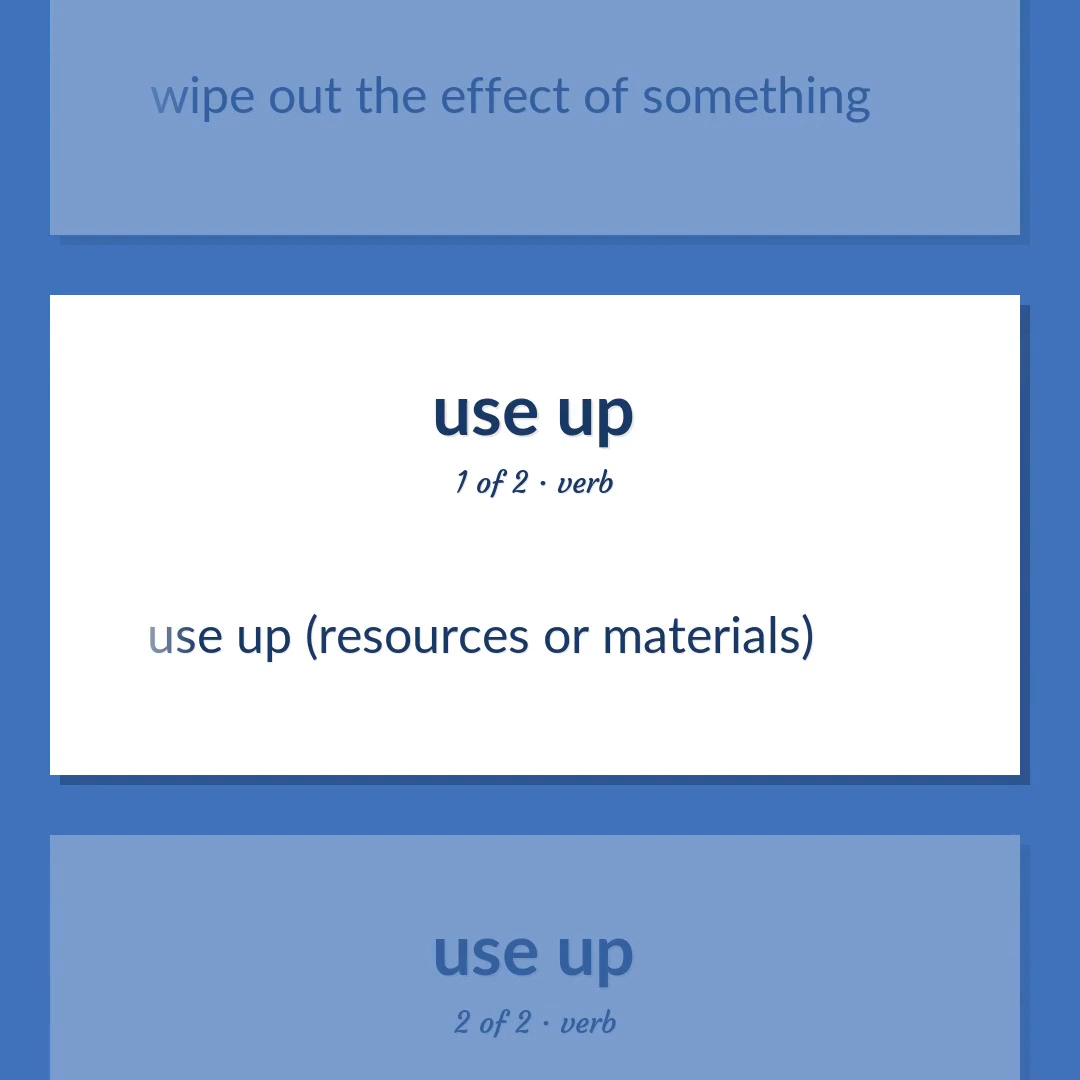 wipe out the effect of something
use up
1 of 2 · verb
use up (resources or materials)
use up
2 of 2 · verb